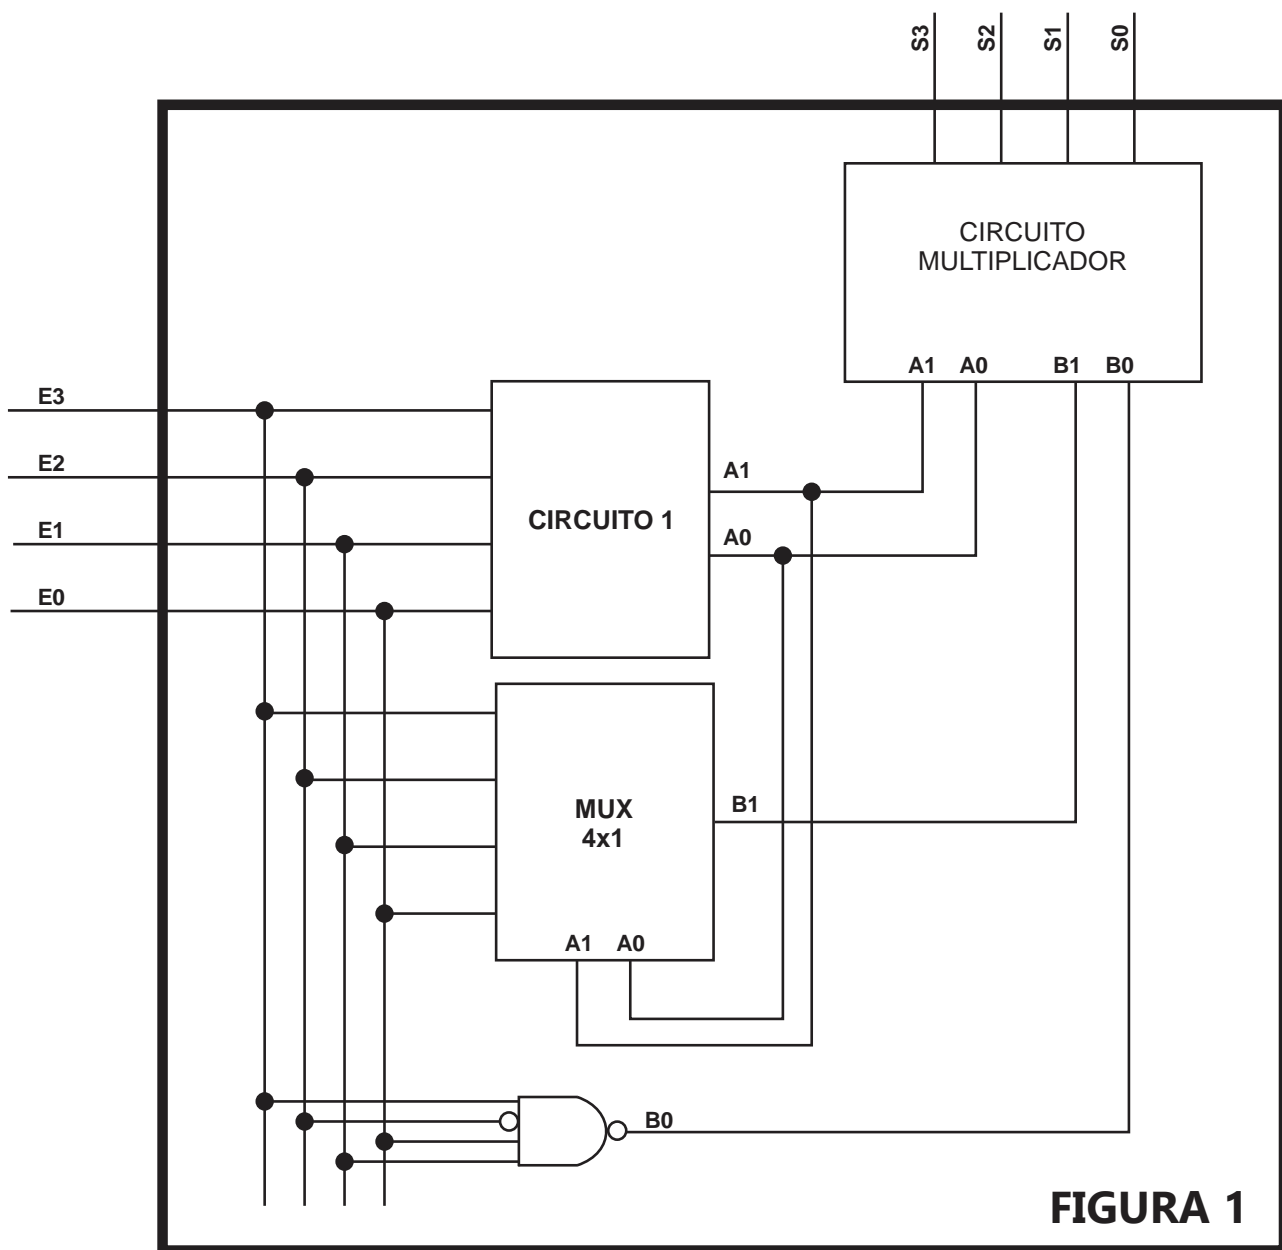 S3
S2
S1
S0
CIRCUITO
MULTIPLICADOR
A1
A0
B1
B0
E3
E2
E1
E0
CIRCUITO 1
A1
A0
MUX
4x1
B1
A1
A0
B0
FIGURA 1